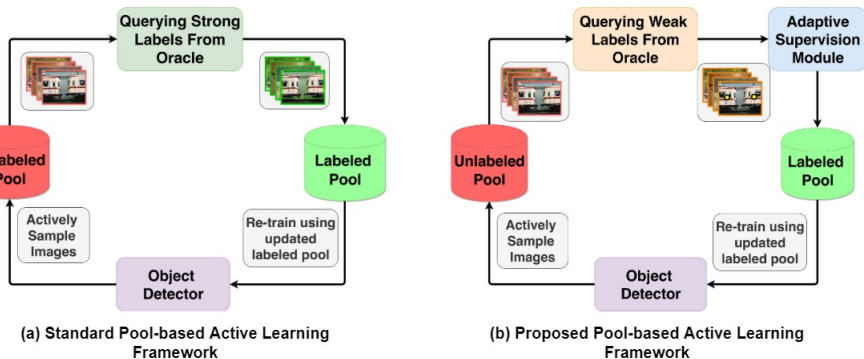 Querying Strong
Labels From
Oracle
Labeled
Pool
Re-train using
updated
labeled pool
Object
Detector
Actively
Sample
Images
abeled
Pool
(a) Standard Pool-based Active Learning
Framework
Querying Weak
Labels From
Oracle
Adaptive
Supervision
Module
Unlabeled
Pool
Labeled
Pool
Actively
Sample
Images
Re-train using
updated
labeled pool
Object
Detector
(b) Proposed Pool-based Active Learning
Framework